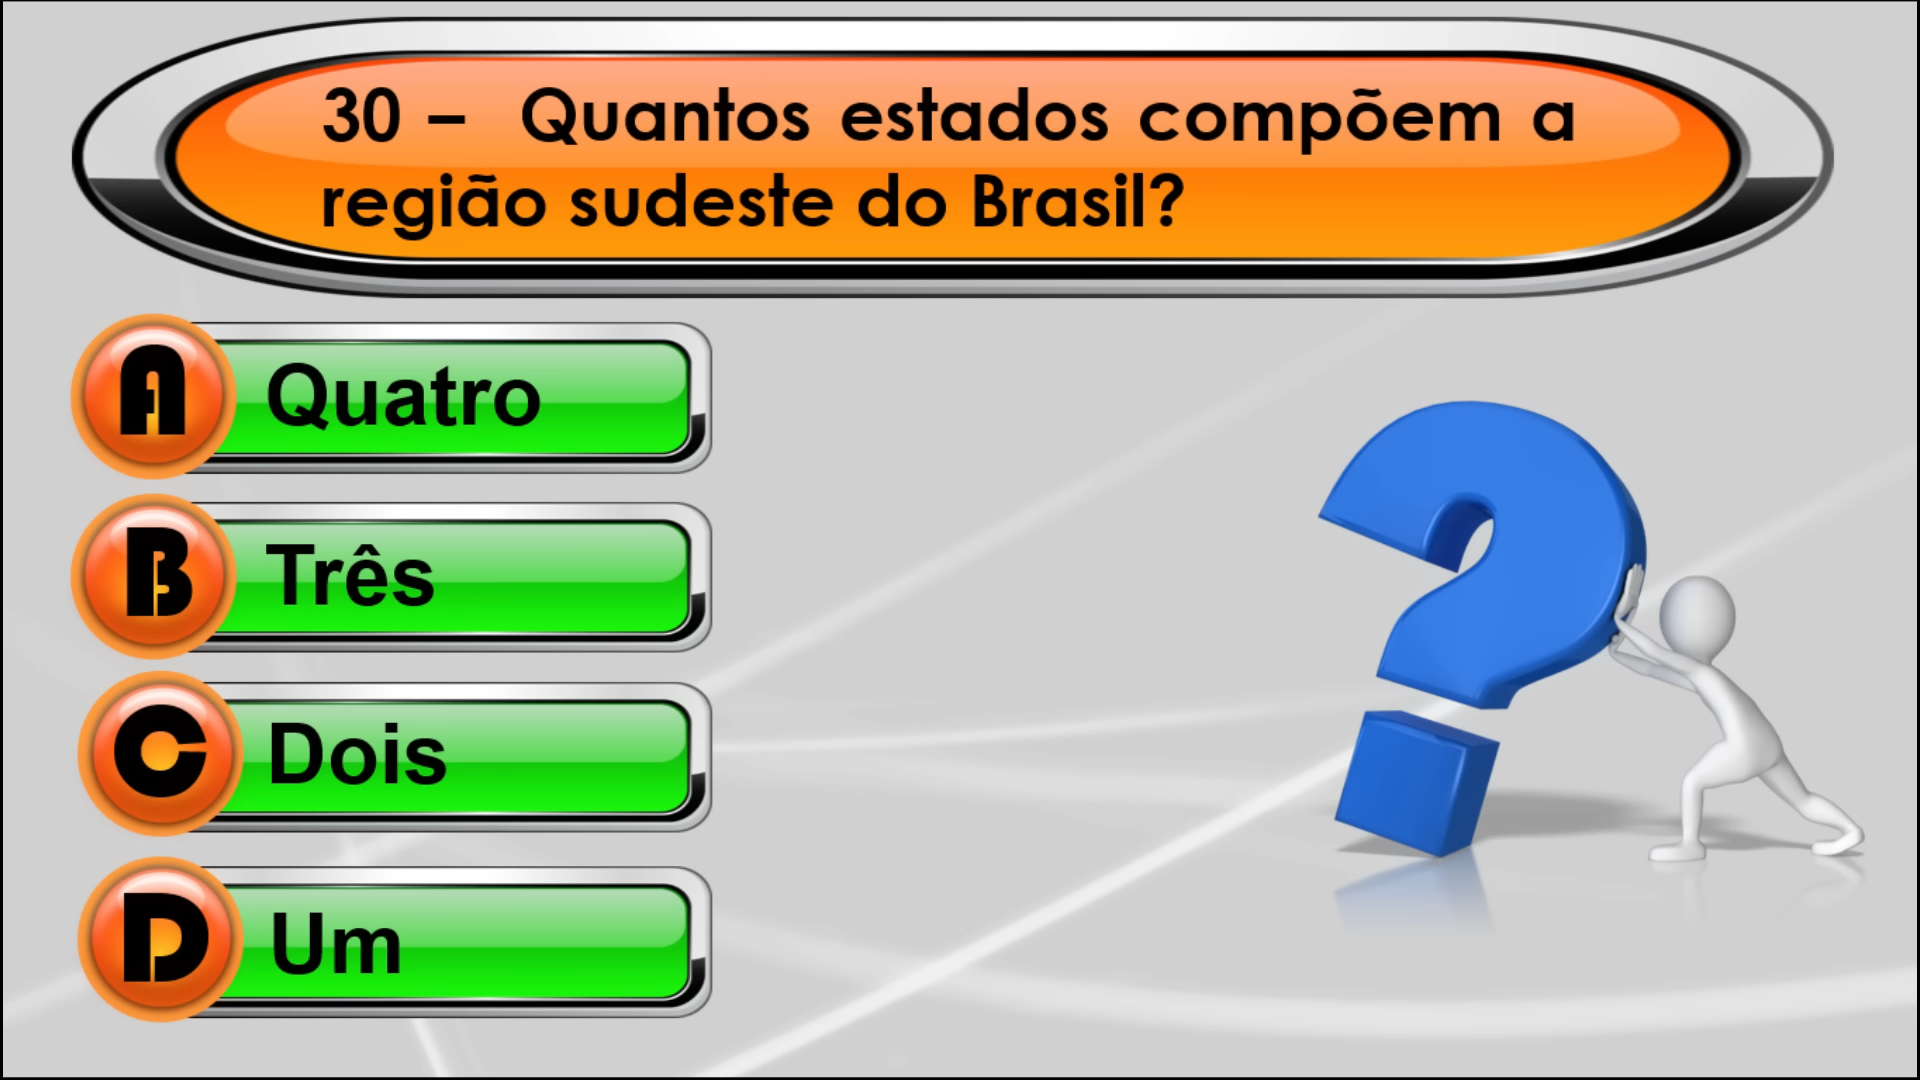 30 – Quantos estados compõem a
região sudeste do Brasil?
A Quatro
B Três
C Dois
D Um